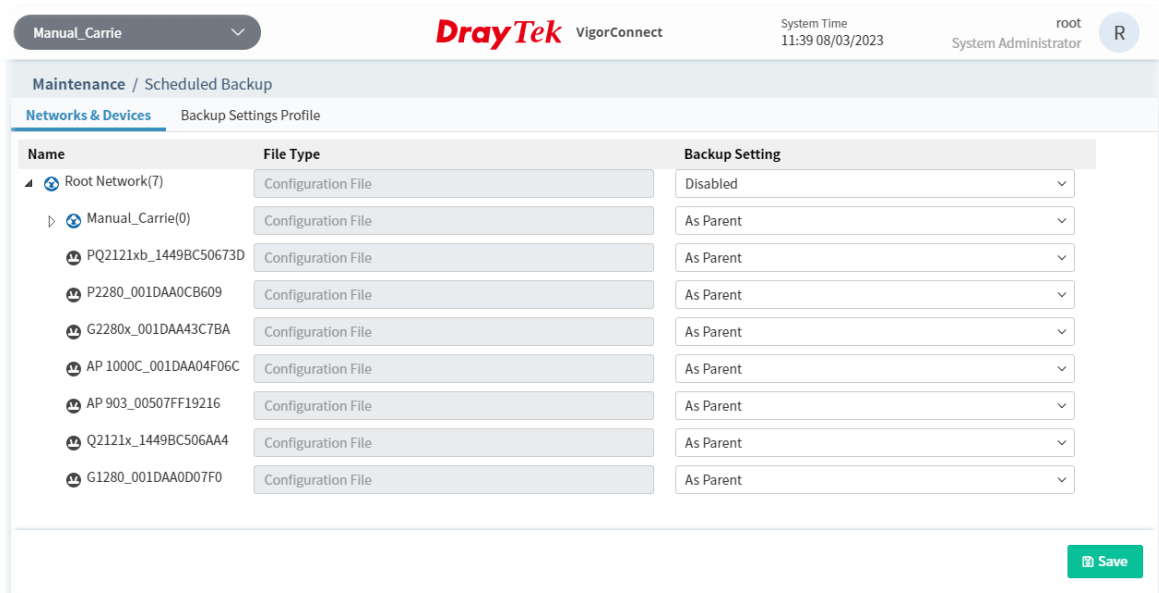 Manual_Carrie
DrayTek VigorConnect
System Time
11:39 08/03/2023
root
System Administrator
R
Maintenance / Scheduled Backup
Networks & Devices Backup Settings Profile
Name File Type Backup Setting
Root Network(7) Configuration File Disabled
Manual_Carrie(0) Configuration File As Parent
PQ2121xb_1449BC50673D Configuration File As Parent
P2280_001DAA0CB609 Configuration File As Parent
G2280x_001DAA43C7BA Configuration File As Parent
AP 1000C_001DAA04F06C Configuration File As Parent
AP 903_00507FF19216 Configuration File As Parent
Q2121x_1449BC506AA4 Configuration File As Parent
G1280_001DAA0D07F0 Configuration File As Parent
Save